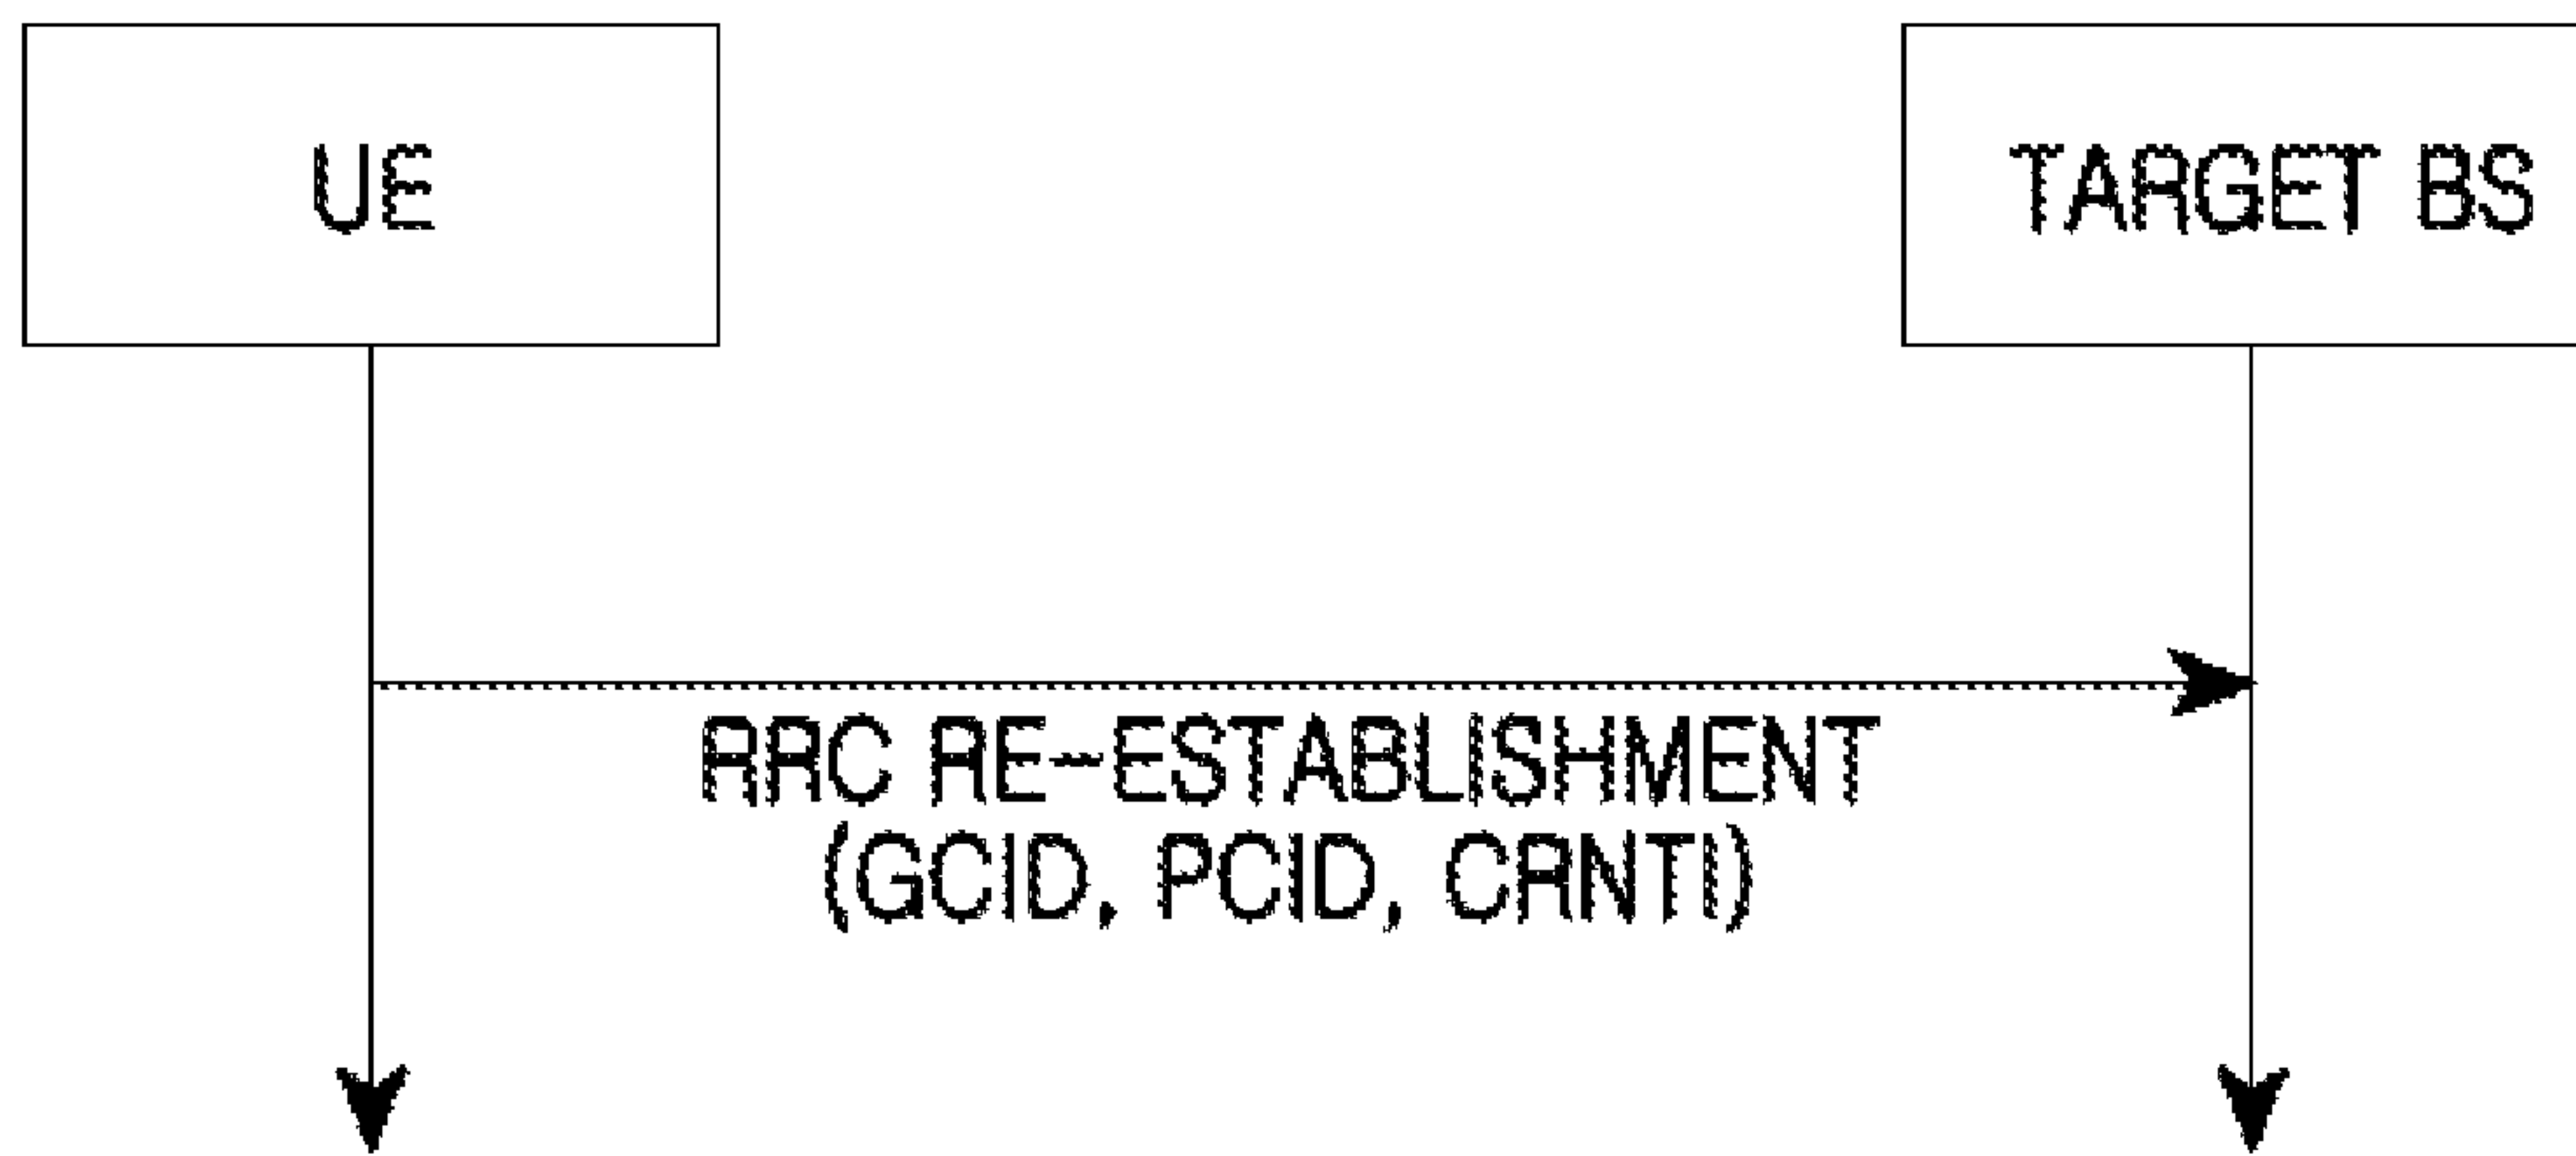 UE
TARGET BS
RRC RE-ESTABLISHMENT
(GCID, PCID, CRNTI)